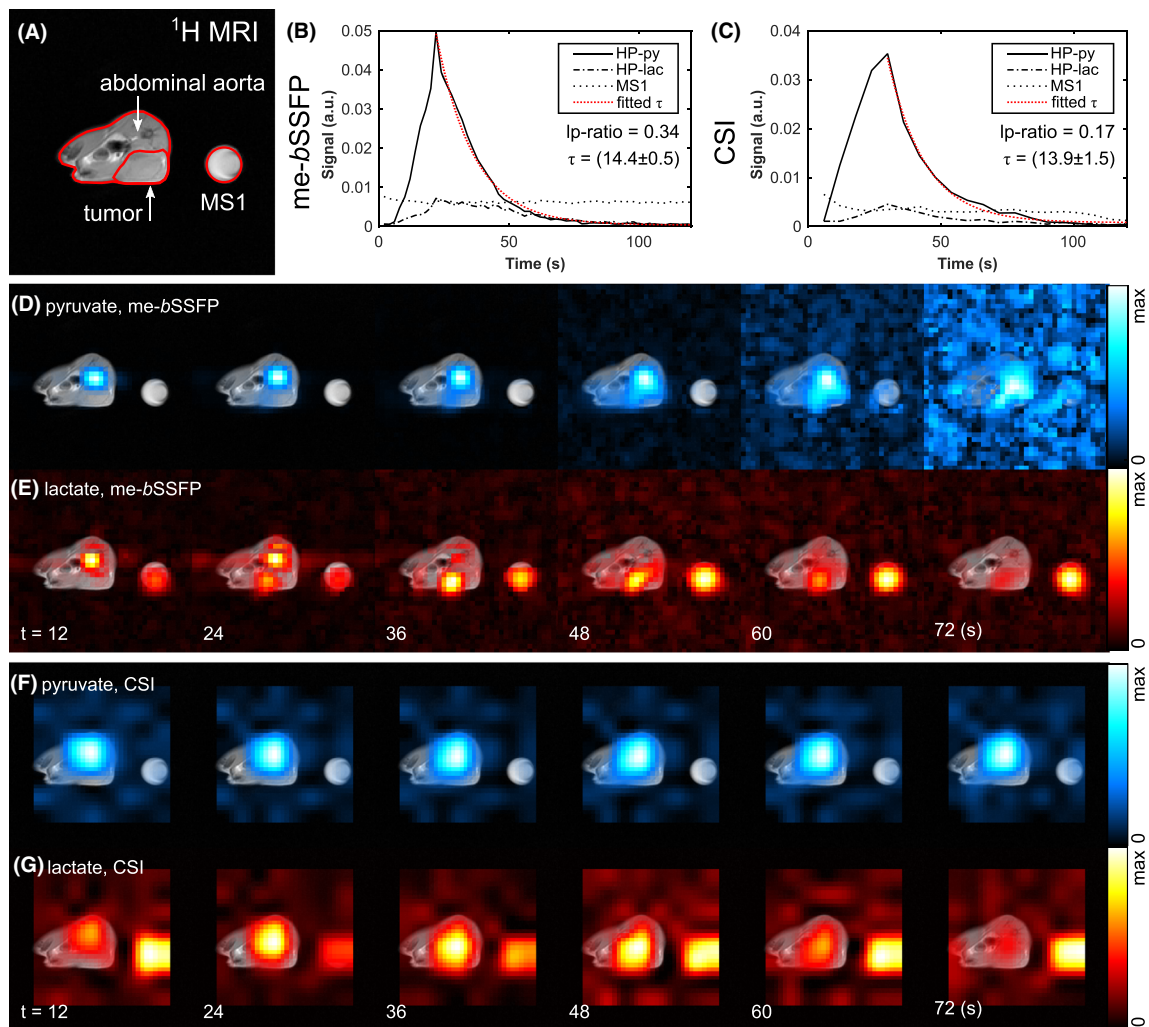 (A)
¹H MRI
abdominal aorta
tumor
MS1
(B)
me-bSSFP
Signal (a.u.)
0.05
0.04
0.03
0.02
0.01
0
0
50
100
Time (s)
HP-py
HP-lac
MS1
fitted τ
lp-ratio = 0.34
τ = (14.4±0.5)
(C)
CSI
Signal (a.u.)
0.04
0.03
0.02
0.01
0
0
50
100
Time (s)
HP-py
HP-lac
MS1
fitted τ
lp-ratio = 0.17
τ = (13.9±1.5)
(D) pyruvate, me-bSSFP
max
0
(E) lactate, me-bSSFP
max
0
t = 12
24
36
48
60
72 (s)
(F) pyruvate, CSI
max
0
(G) lactate, CSI
max
0
t = 12
24
36
48
60
72 (s)